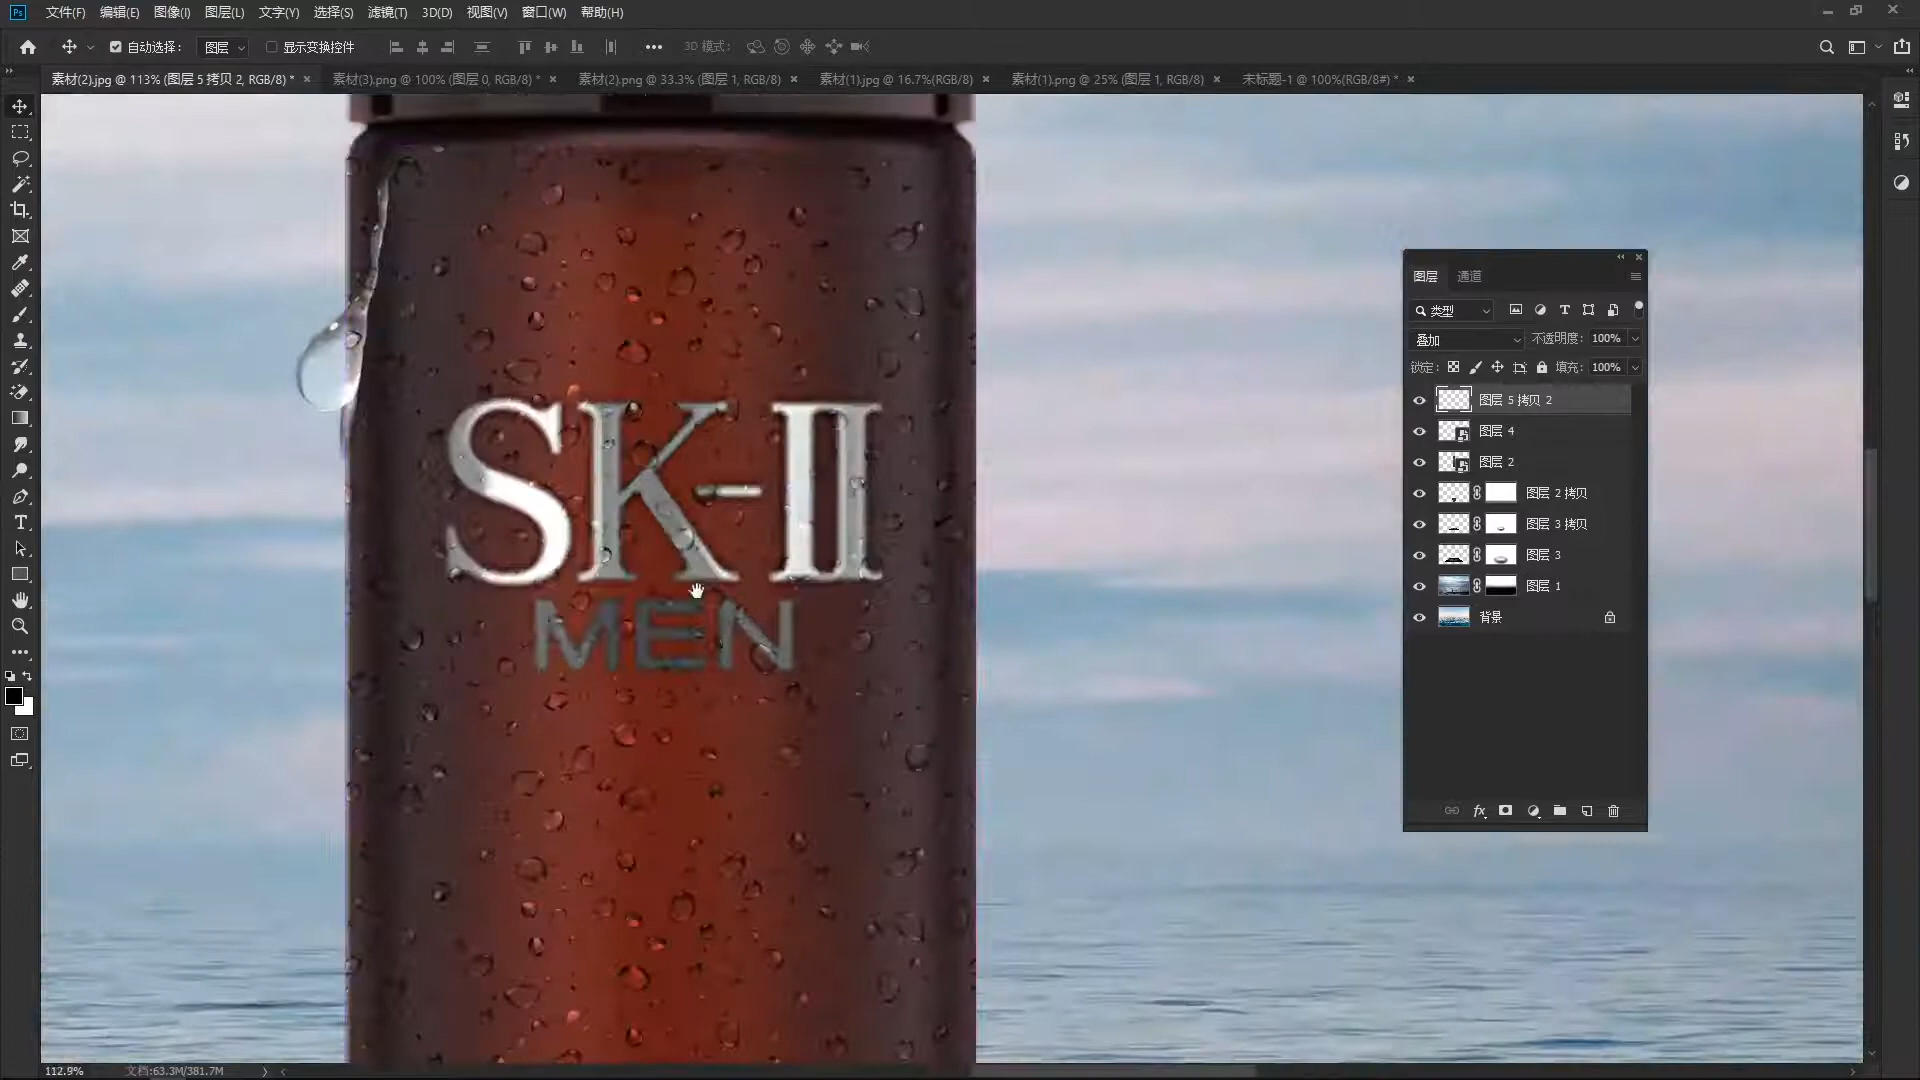 Ps 文件(F) 编辑(E) 图像(I) 图层(L) 文字(Y) 选择(S) 滤镜(T) 3D(D) 视图(V) 窗口(W) 帮助(H)
自动选择: 图层 显示变换控件 3D 模式:
素材(2).jpg @ 113% (图层 5 拷贝 2, RGB/8) * 素材(3).png @ 100% (图层 0, RGB/8) * 素材(2).png @ 33.3% (图层 1, RGB/8) 素材(1).jpg @ 16.7%(RGB/8) 素材(1).png @ 25% (图层 1, RGB/8) 未标题-1 @ 100%(RGB/8#) *
SK-II
MEN
图层 通道
类型
叠加 不透明度: 100%
锁定: 填充: 100%
图层 5 拷贝 2
图层 4
图层 2
图层 2 拷贝
图层 3 拷贝
图层 3
图层 1
背景
fx
112.9% 文档:63.3M/381.7M